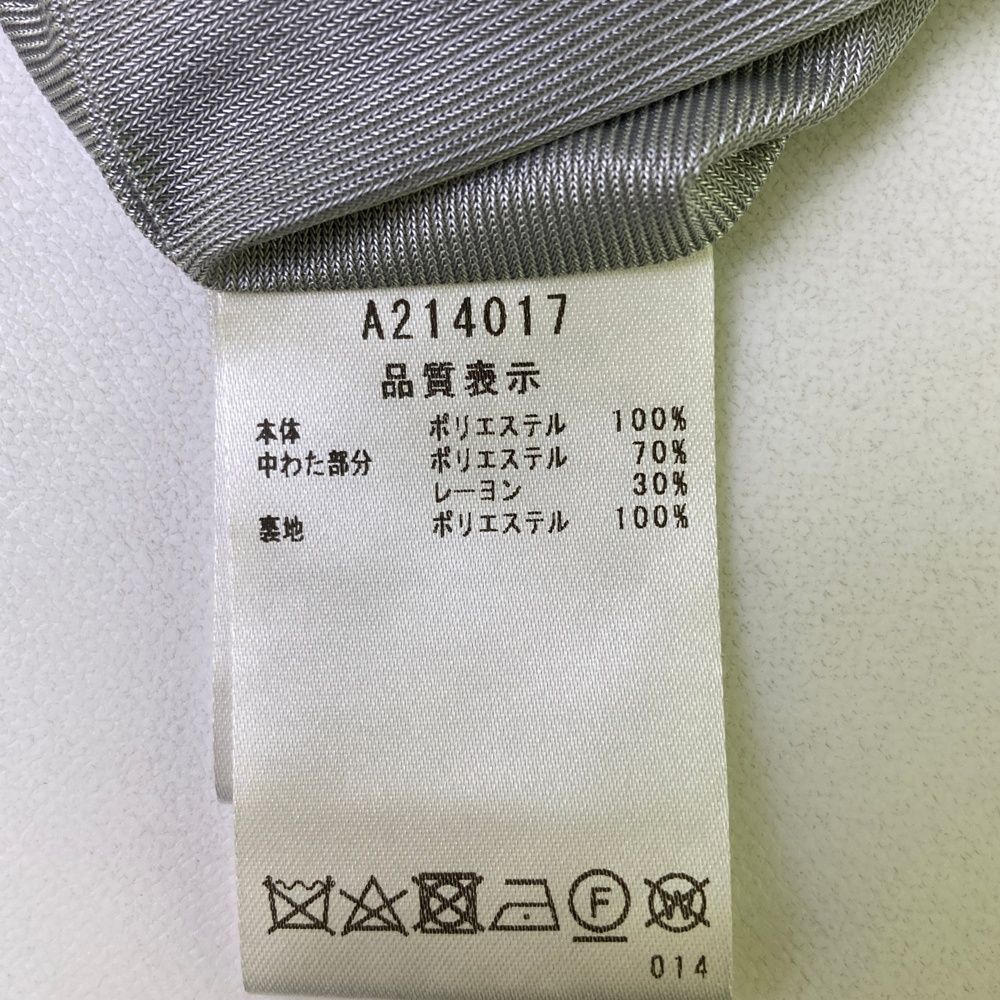 A214017
品質表示
本体 ポリエステル 100%
中わた部分 ポリエステル 70%
レーヨン 30%
裏地 ポリエステル 100%
F W
014